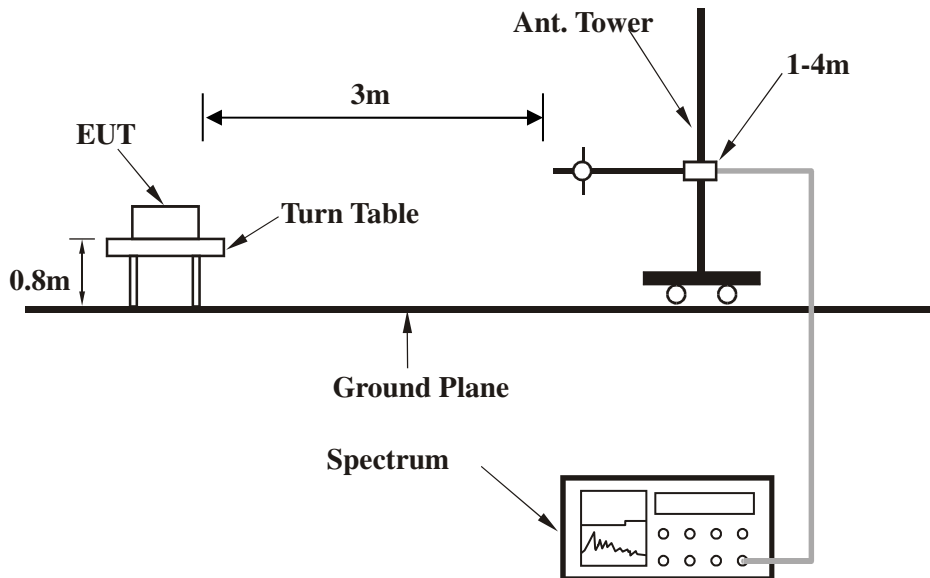 Ant. Tower
1-4m
3m
EUT
Turn Table
0.8m
Ground Plane
Spectrum